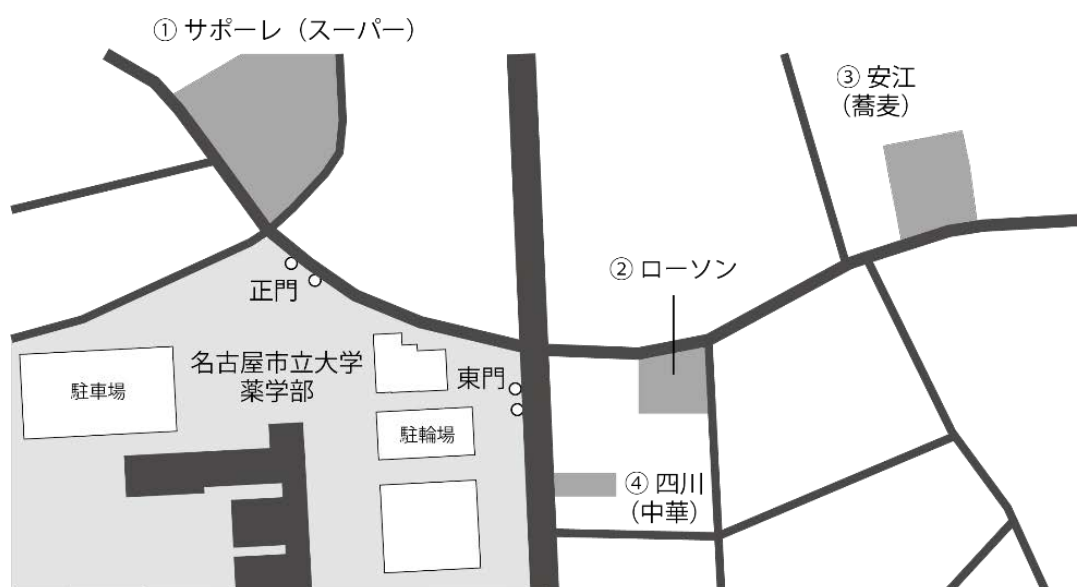 ① サポーレ（スーパー）
③ 安江
（蕎麦）
② ローソン
正門
名古屋市立大学
薬学部
東門
駐車場
駐輪場
④ 四川
（中華）